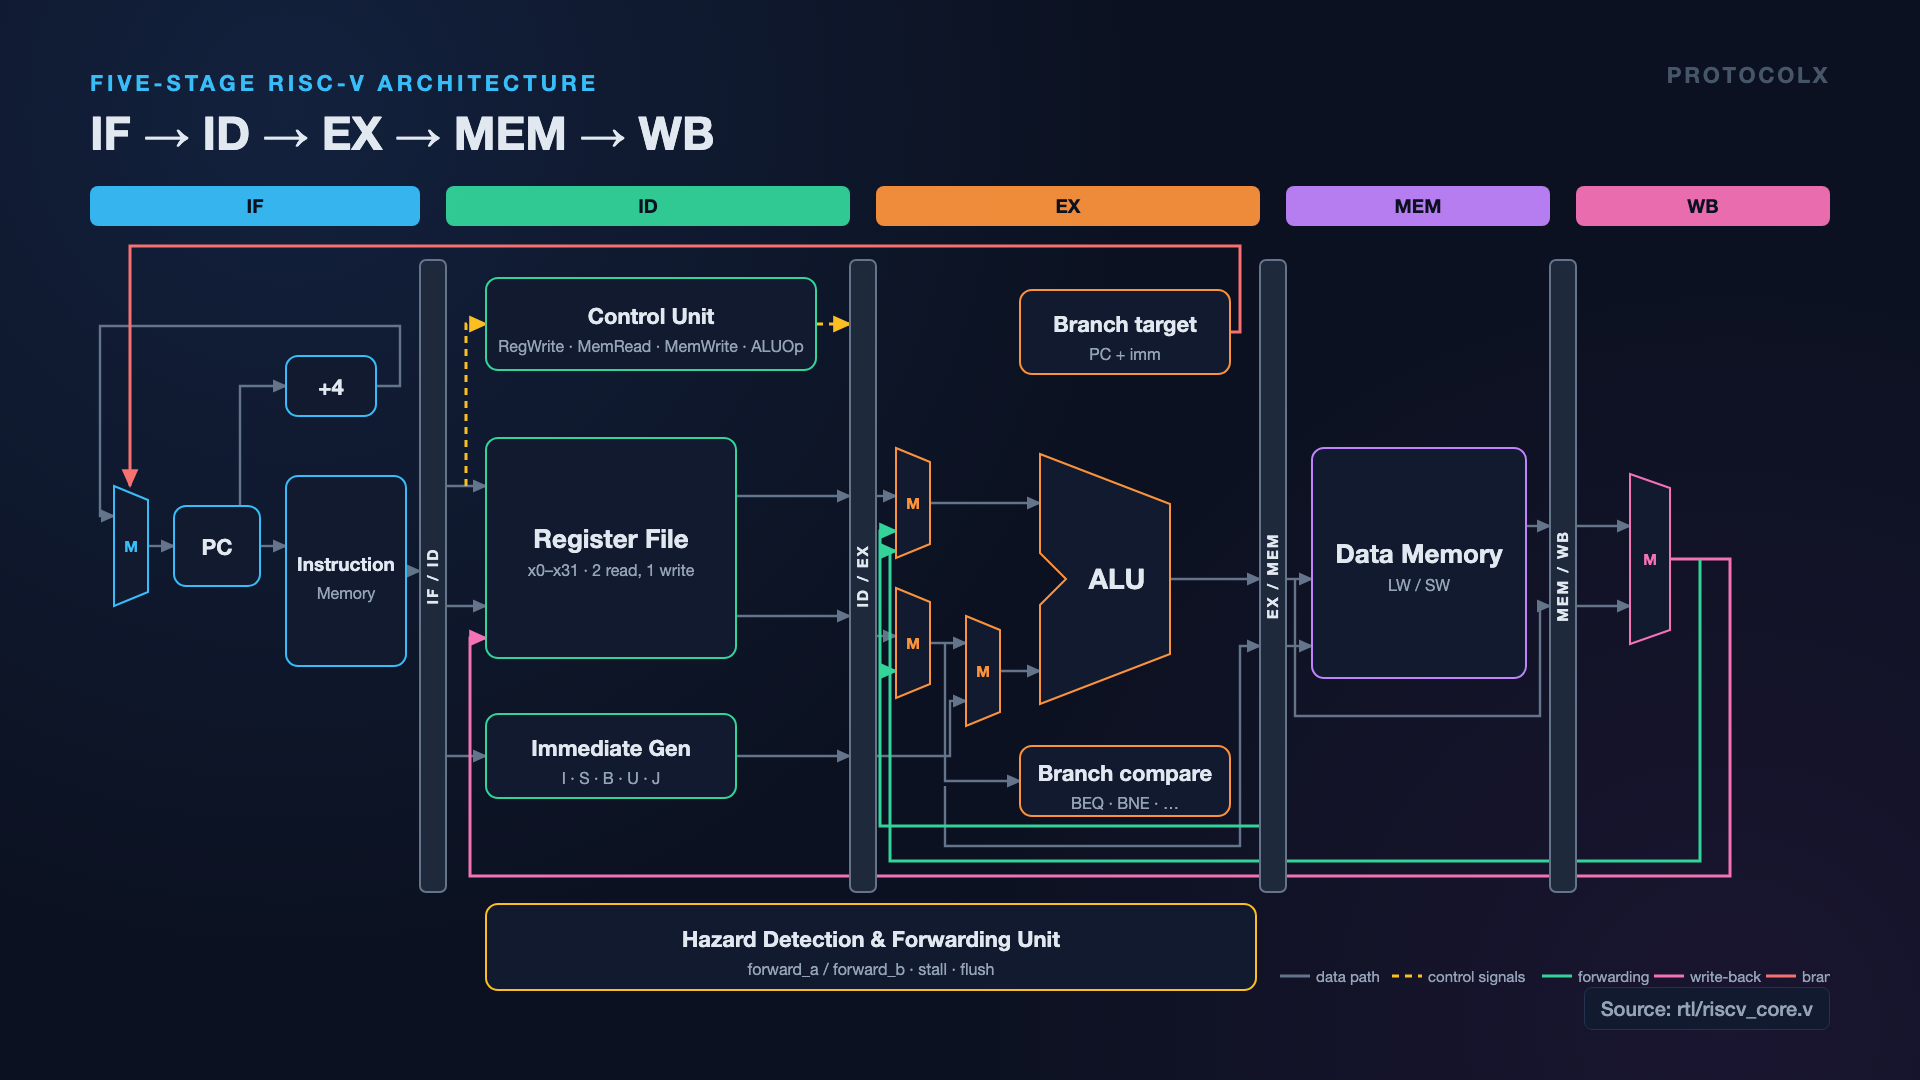 FIVE-STAGE RISC-V ARCHITECTURE
PROTOCOLX
IF → ID → EX → MEM → WB
IF
ID
EX
MEM
WB
Control Unit
RegWrite · MemRead · MemWrite · ALUOp
Branch target
PC + imm
+4
M
PC
Instruction
Memory
IF / ID
Register File
x0–x31 · 2 read, 1 write
Immediate Gen
I · S · B · U · J
ID / EX
M
M
M
ALU
Branch compare
BEQ · BNE · …
EX / MEM
Data Memory
LW / SW
MEM / WB
M
Hazard Detection & Forwarding Unit
forward_a / forward_b · stall · flush
data path
control signals
forwarding
write-back
bran
Source: rtl/riscv_core.v